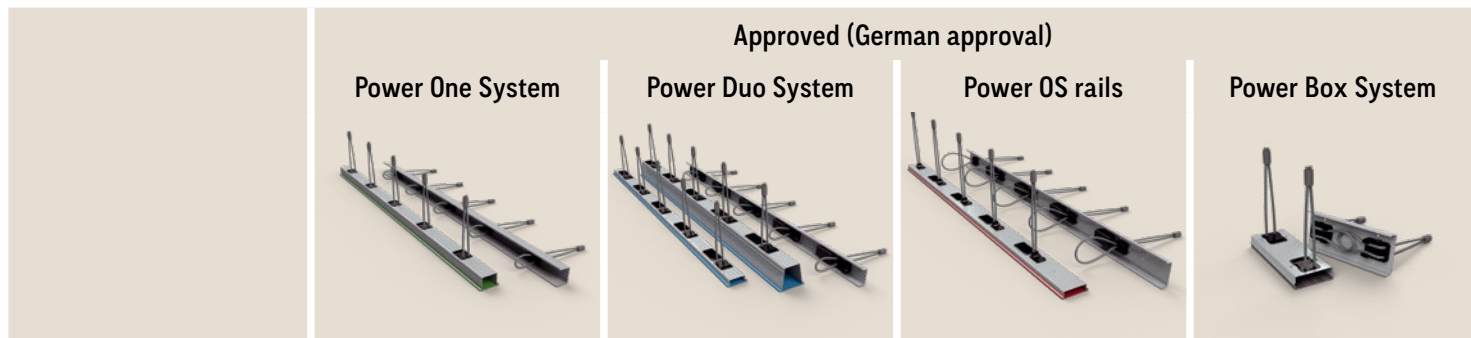 Approved (German approval)
Power One System
Power Duo System
Power OS rails
Power Box System